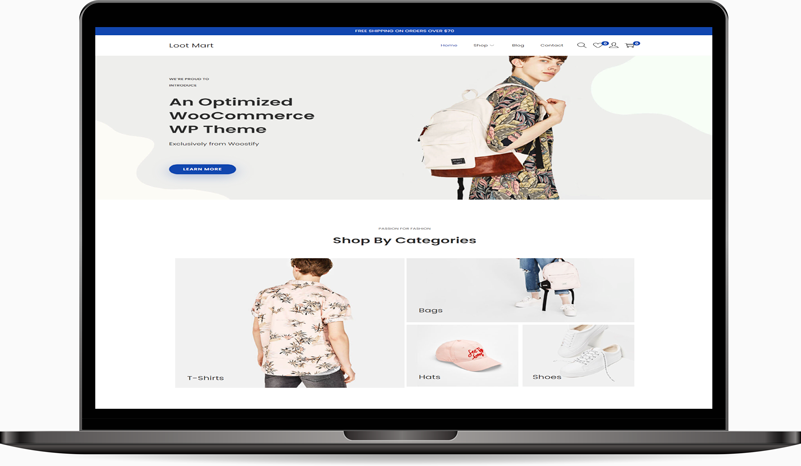 FREE SHIPPING ON ORDERS OVER $70
Loot Mart
Home
Shop
Blog
Contact
0
0
WE'RE PROUD TO
INTRODUCE
An Optimized
WooCommerce
WP Theme
Exclusively from Woostify
LEARN MORE
FASHION FOR FASHION
Shop By Categories
T-Shirts
Bags
Hats
Shoes